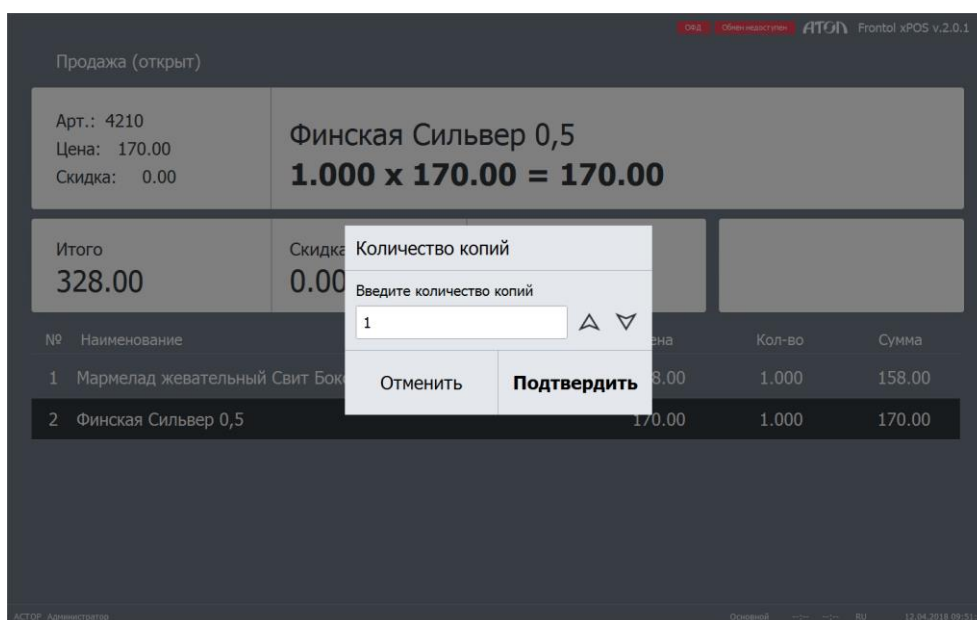 ОФД Обмен недоступен АТОЛ Frontol xPOS v.2.0.1
Продажа (открыт)
Арт.: 4210
Цена: 170.00
Скидка: 0.00
Финская Сильвер 0,5
1.000 x 170.00 = 170.00
Итого
328.00
Скидка
0.00
Количество копий
Введите количество копий
1
Отменить
Подтвердить
№ Наименование Кол-во Сумма
1 Мармелад жевательный Свит 1.000 158.00
2 Финская Сильвер 0,5 170.00 1.000 170.00
АСТОР Администратор Основной --:-- --:-- RU 12.04.2018 09:51